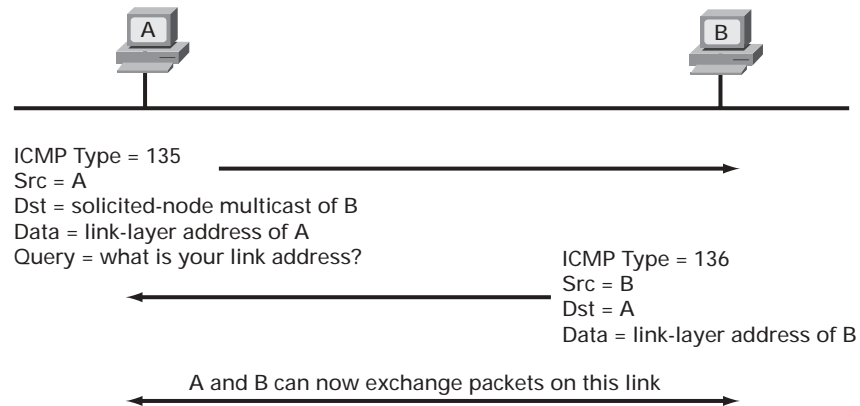 A
B
ICMP Type = 135
Src = A
Dst = solicited-node multicast of B
Data = link-layer address of A
Query = what is your link address?
ICMP Type = 136
Src = B
Dst = A
Data = link-layer address of B
A and B can now exchange packets on this link